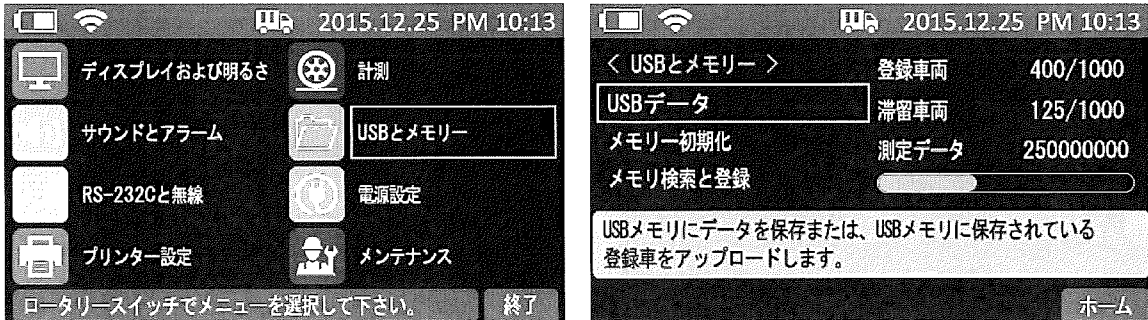 2015.12.25 PM 10:13
ディスプレイおよび明るさ
計測
サウンドとアラーム
USBとメモリー
RS-232Cと無線
電源設定
プリンター設定
メンテナンス
ロータリースイッチでメニューを選択して下さい。
終了
2015.12.25 PM 10:13
< USBとメモリー >
登録車両 400/1000
USBデータ
滞留車両 125/1000
メモリー初期化
測定データ 250000000
メモリ検索と登録
USBメモリにデータを保存または、USBメモリに保存されている
登録車をアップロードします。
ホーム